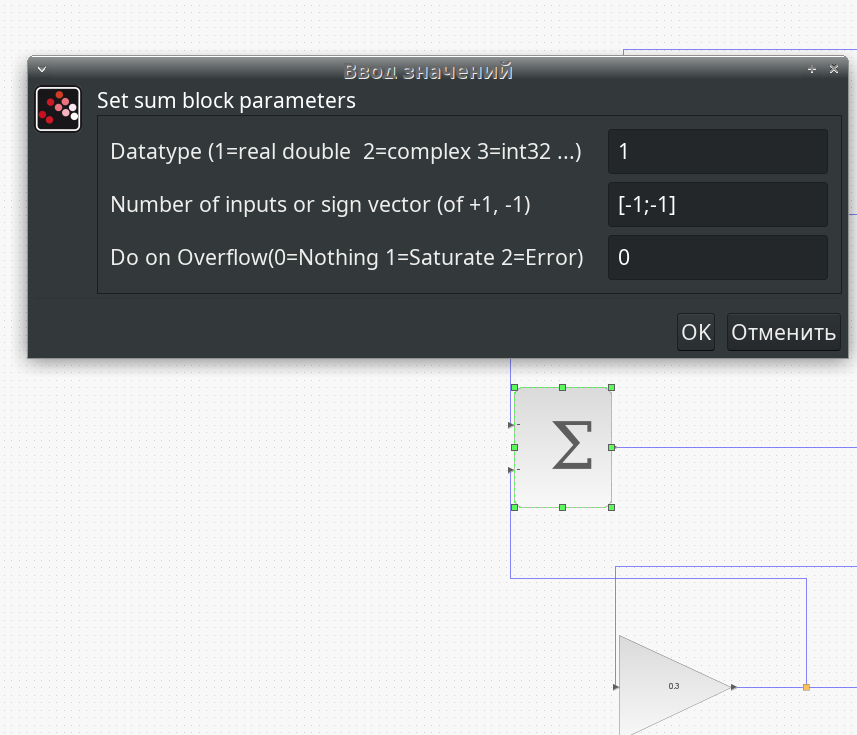 Ввод значений
Set sum block parameters
Datatype (1=real double  2=complex 3=int32 ...)
1
Number of inputs or sign vector (of +1, -1)
[-1;-1]
Do on Overflow(0=Nothing 1=Saturate 2=Error)
0
OK
Отменить
-
Σ
-
0.3